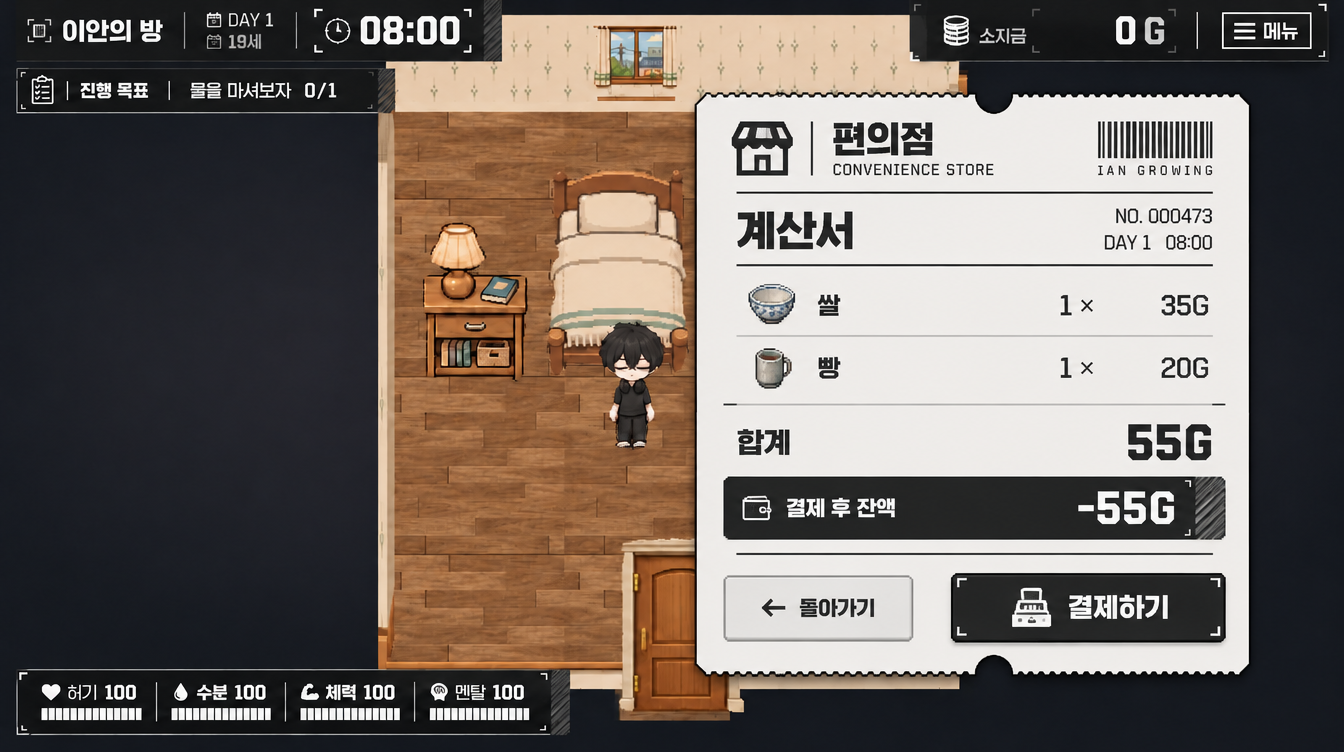 이안의 방
DAY 1
19세
08:00
소지금
0 G
메뉴
진행 목표
물을 마셔보자 0/1
편의점
CONVENIENCE STORE
IAN GROWING
계산서
NO. 000473
DAY 1 08:00
쌀 1 × 35G
빵 1 × 20G
합계 55G
결제 후 잔액 -55G
← 돌아가기
결제하기
허기 100
수분 100
체력 100
멘탈 100